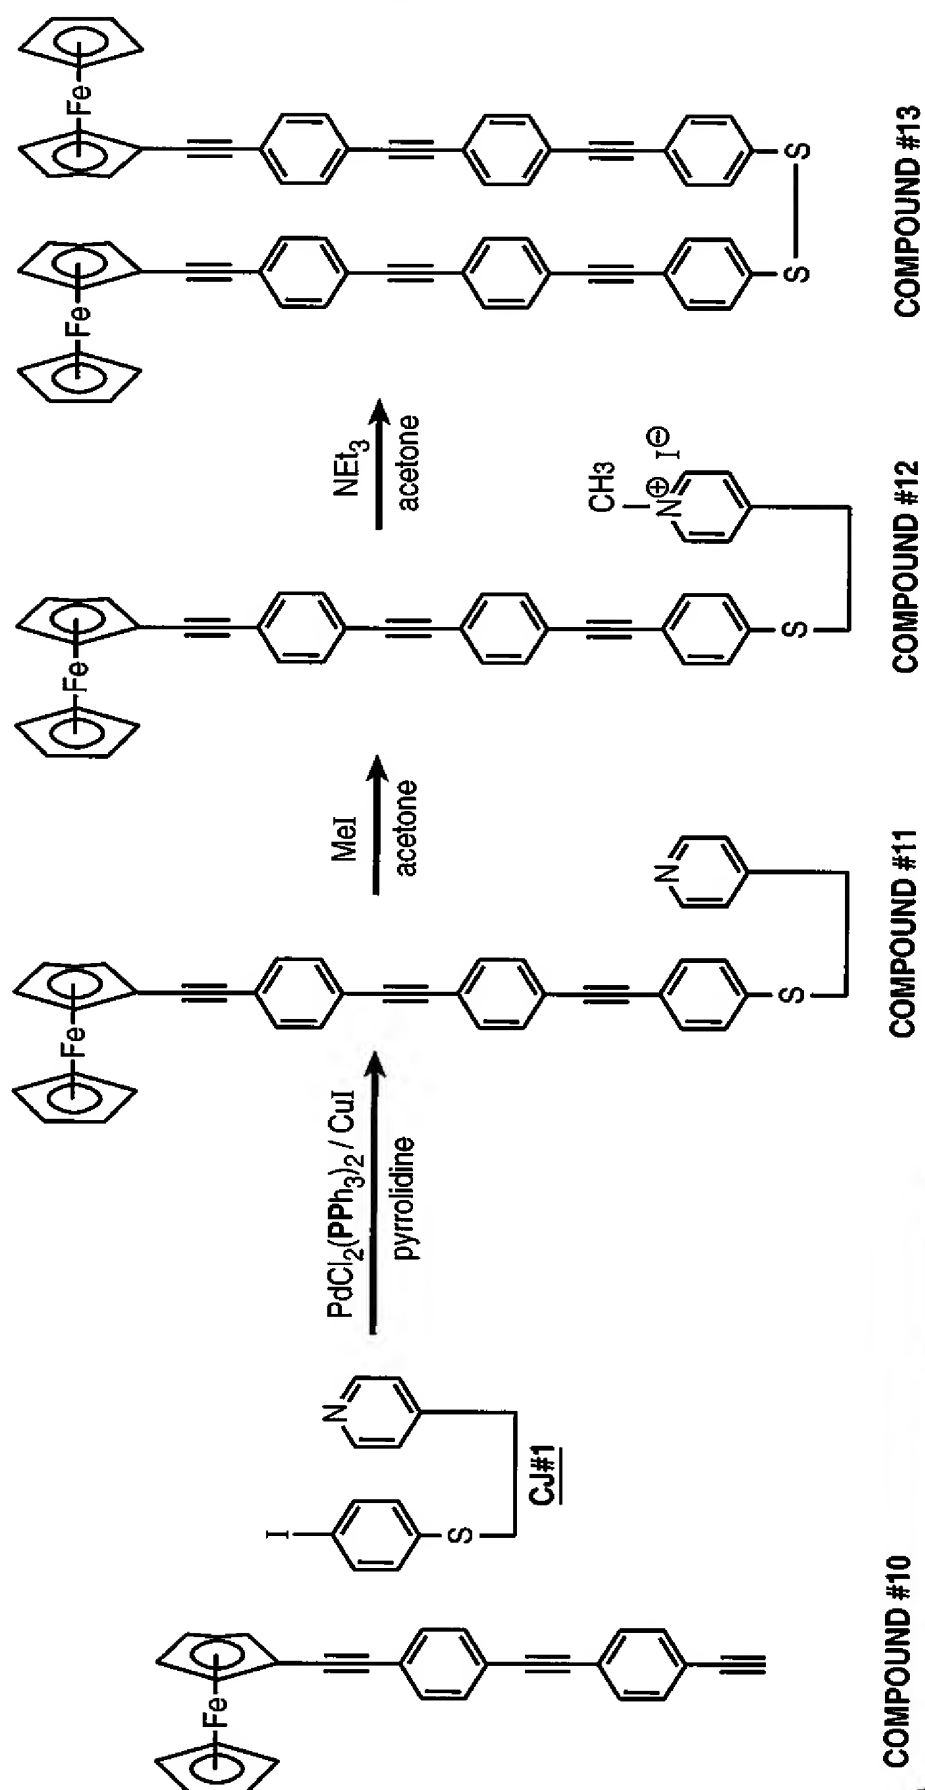 Fe
COMPOUND #10
I
S
N
CJ#1
PdCl2(PPh3)2 / CuI
pyrrolidine
Fe
S
N
COMPOUND #11
MeI
acetone
Fe
S
CH3
N⊕
I⊖
COMPOUND #12
NEt3
acetone
Fe
Fe
S
S
COMPOUND #13